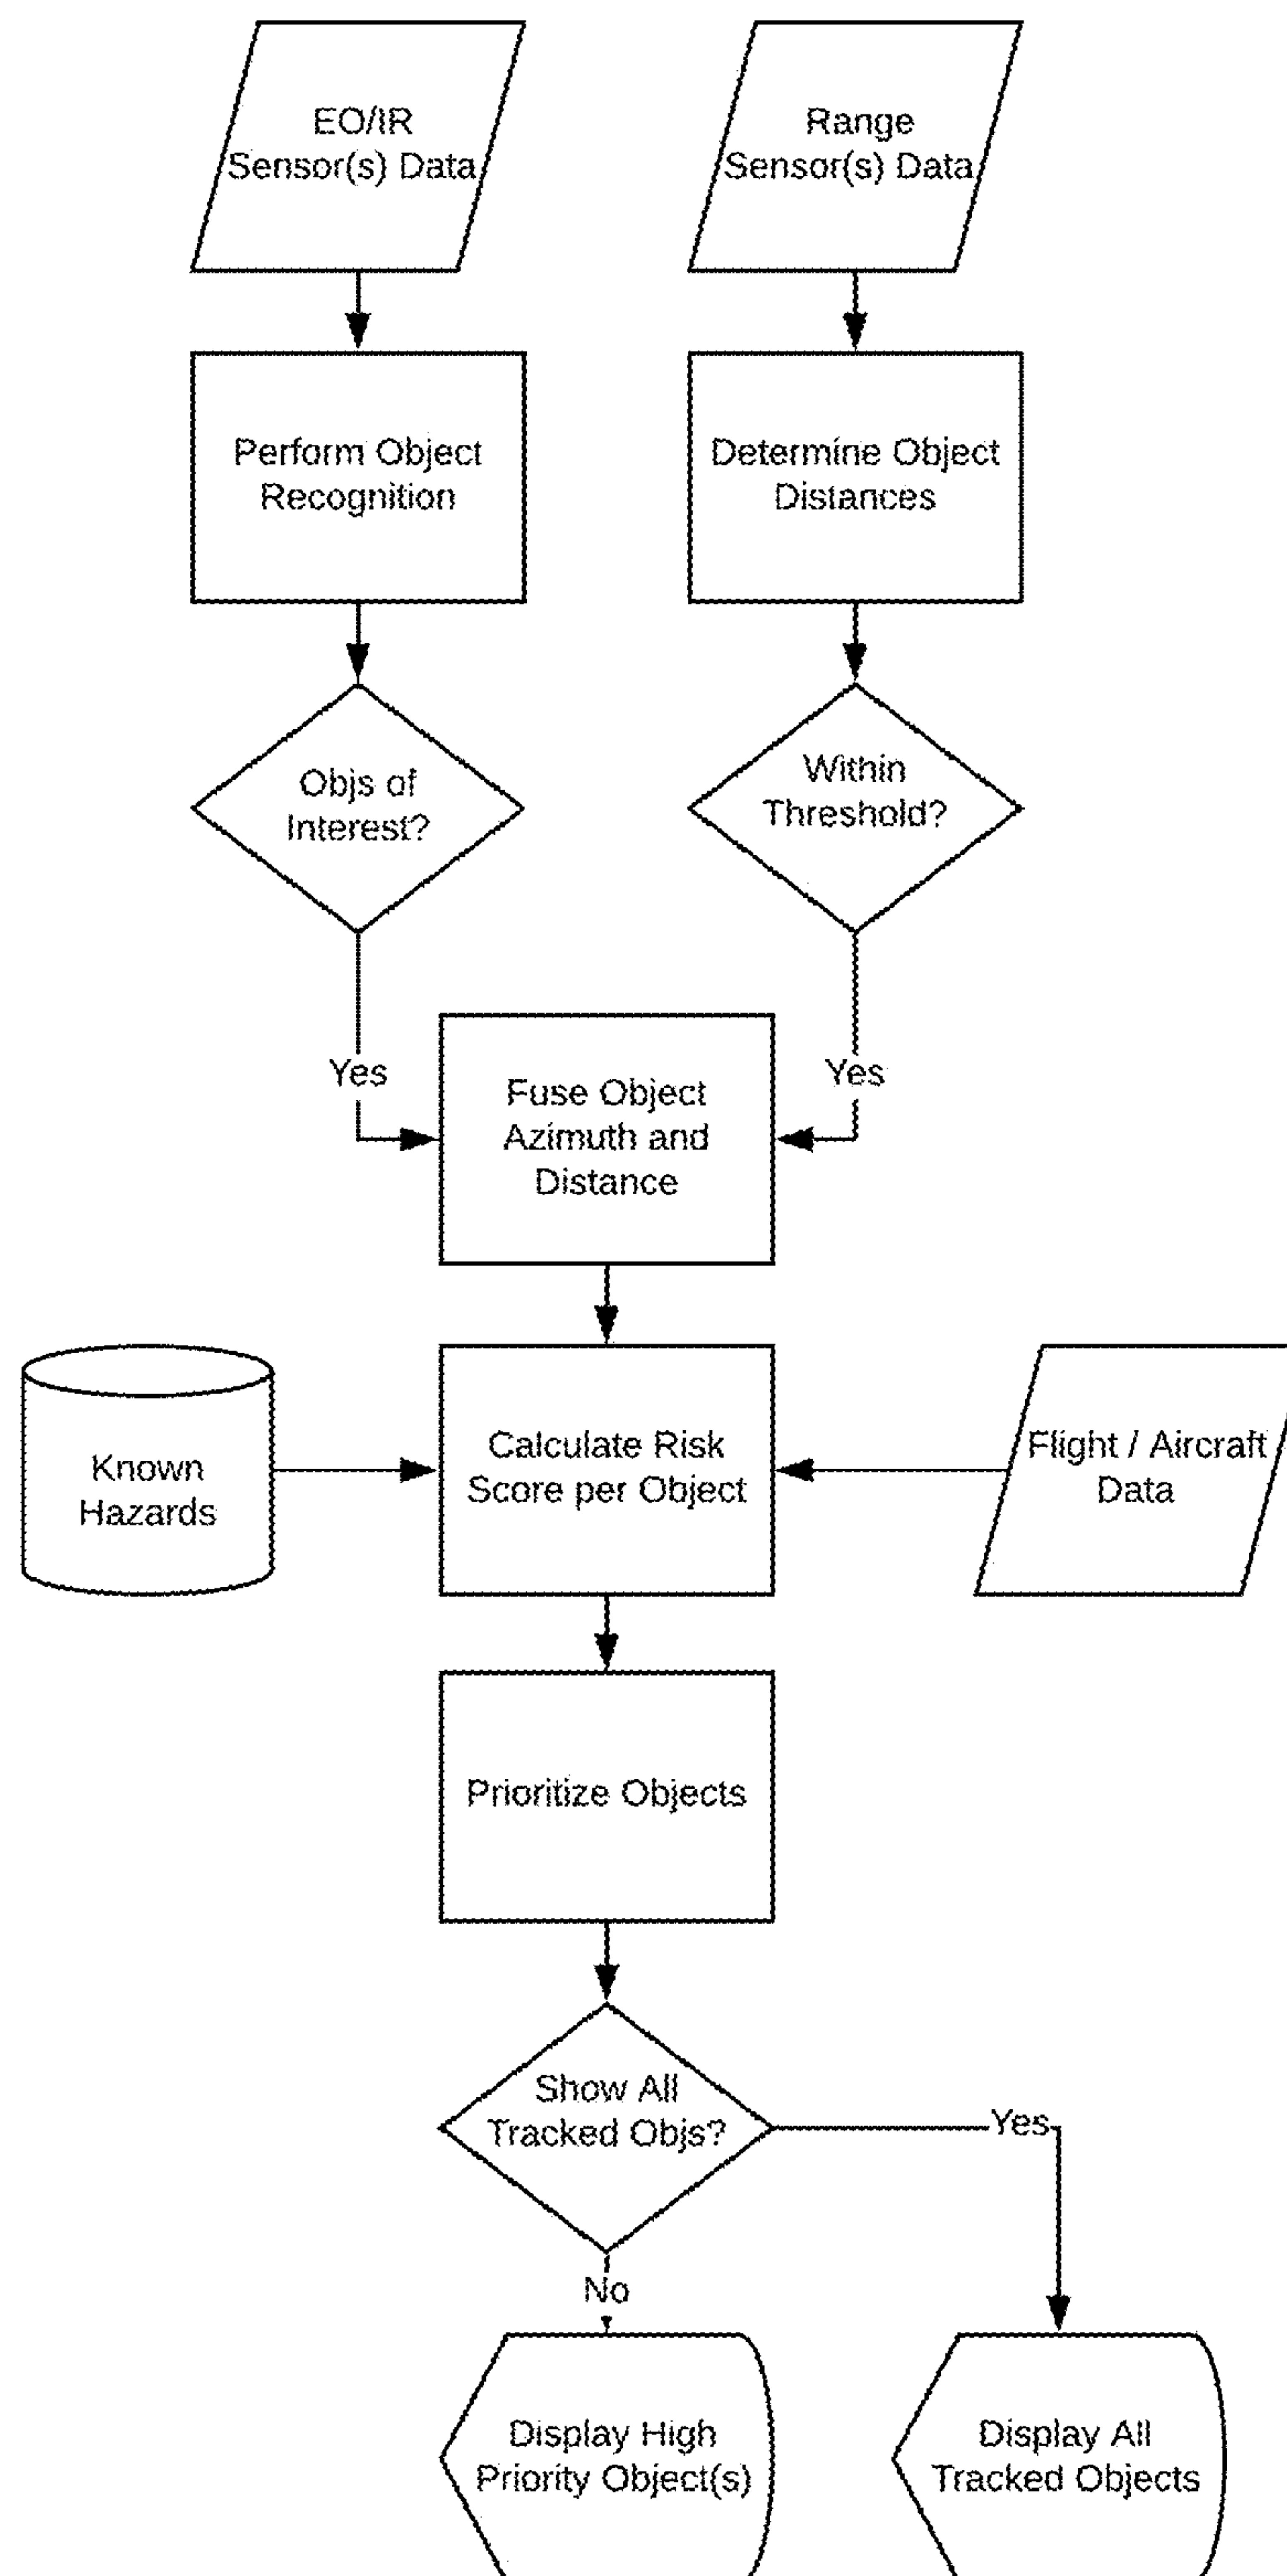 EO/IR
Sensor(s) Data
Range
Sensor(s) Data
Perform Object
Recognition
Determine Object
Distances
Objs of
Interest?
Within
Threshold?
Yes
Yes
Fuse Object
Azimuth and
Distance
Known
Hazards
Calculate Risk
Score per Object
Flight / Aircraft
Data
Prioritize Objects
Show All
Tracked Objs?
Yes
No
Display High
Priority Object(s)
Display All
Tracked Objects